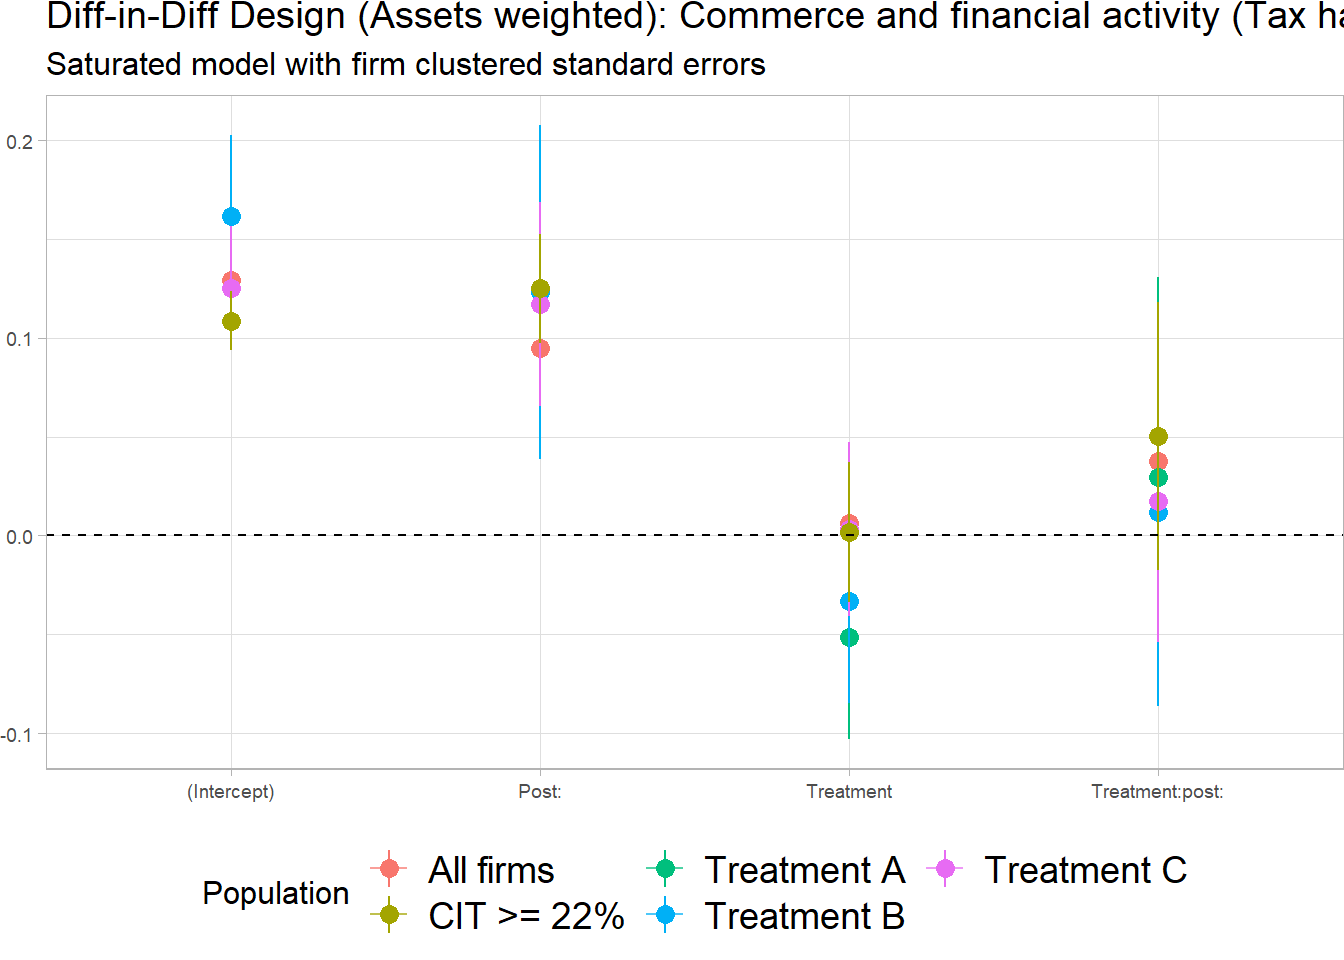 Diff-in-Diff Design (Assets weighted): Commerce and financial activity (Tax
Saturated model with firm clustered standard errors
0.2
0.1
0.0
-0.1
(Intercept) Post: Treatment Treatment:post:
Population
All firms Treatment A Treatment C
CIT >= 22% Treatment B